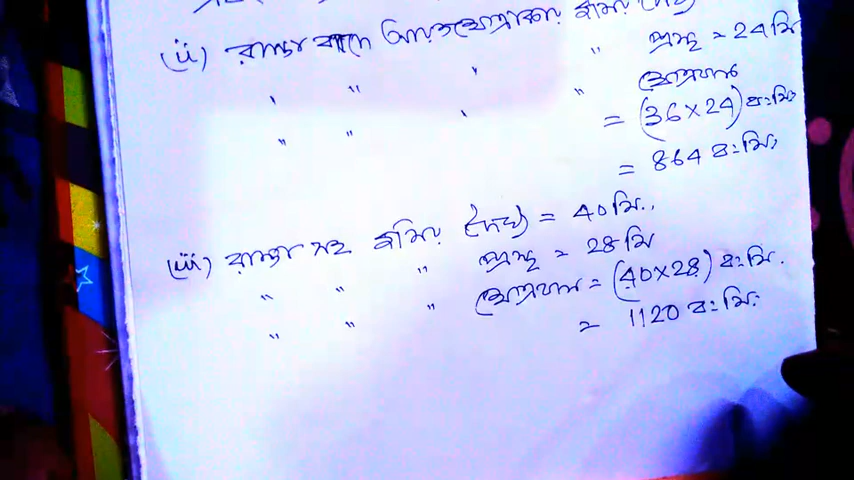 (ii) রাস্তা বাদে আয়তক্ষেত্রাকার জমির দৈর্ঘ্য
" " " " প্রস্থ = 24 মি
" " " " ক্ষেত্রফল
= (36×24) ব:মি:
= 864 ব:মি:
(iii) রাস্তা সহ জমির দৈর্ঘ্য = 40 মি.
" " " প্রস্থ = 28 মি
" " " ক্ষেত্রফল = (40×28) ব:মি.
= 1120 ব:মি: